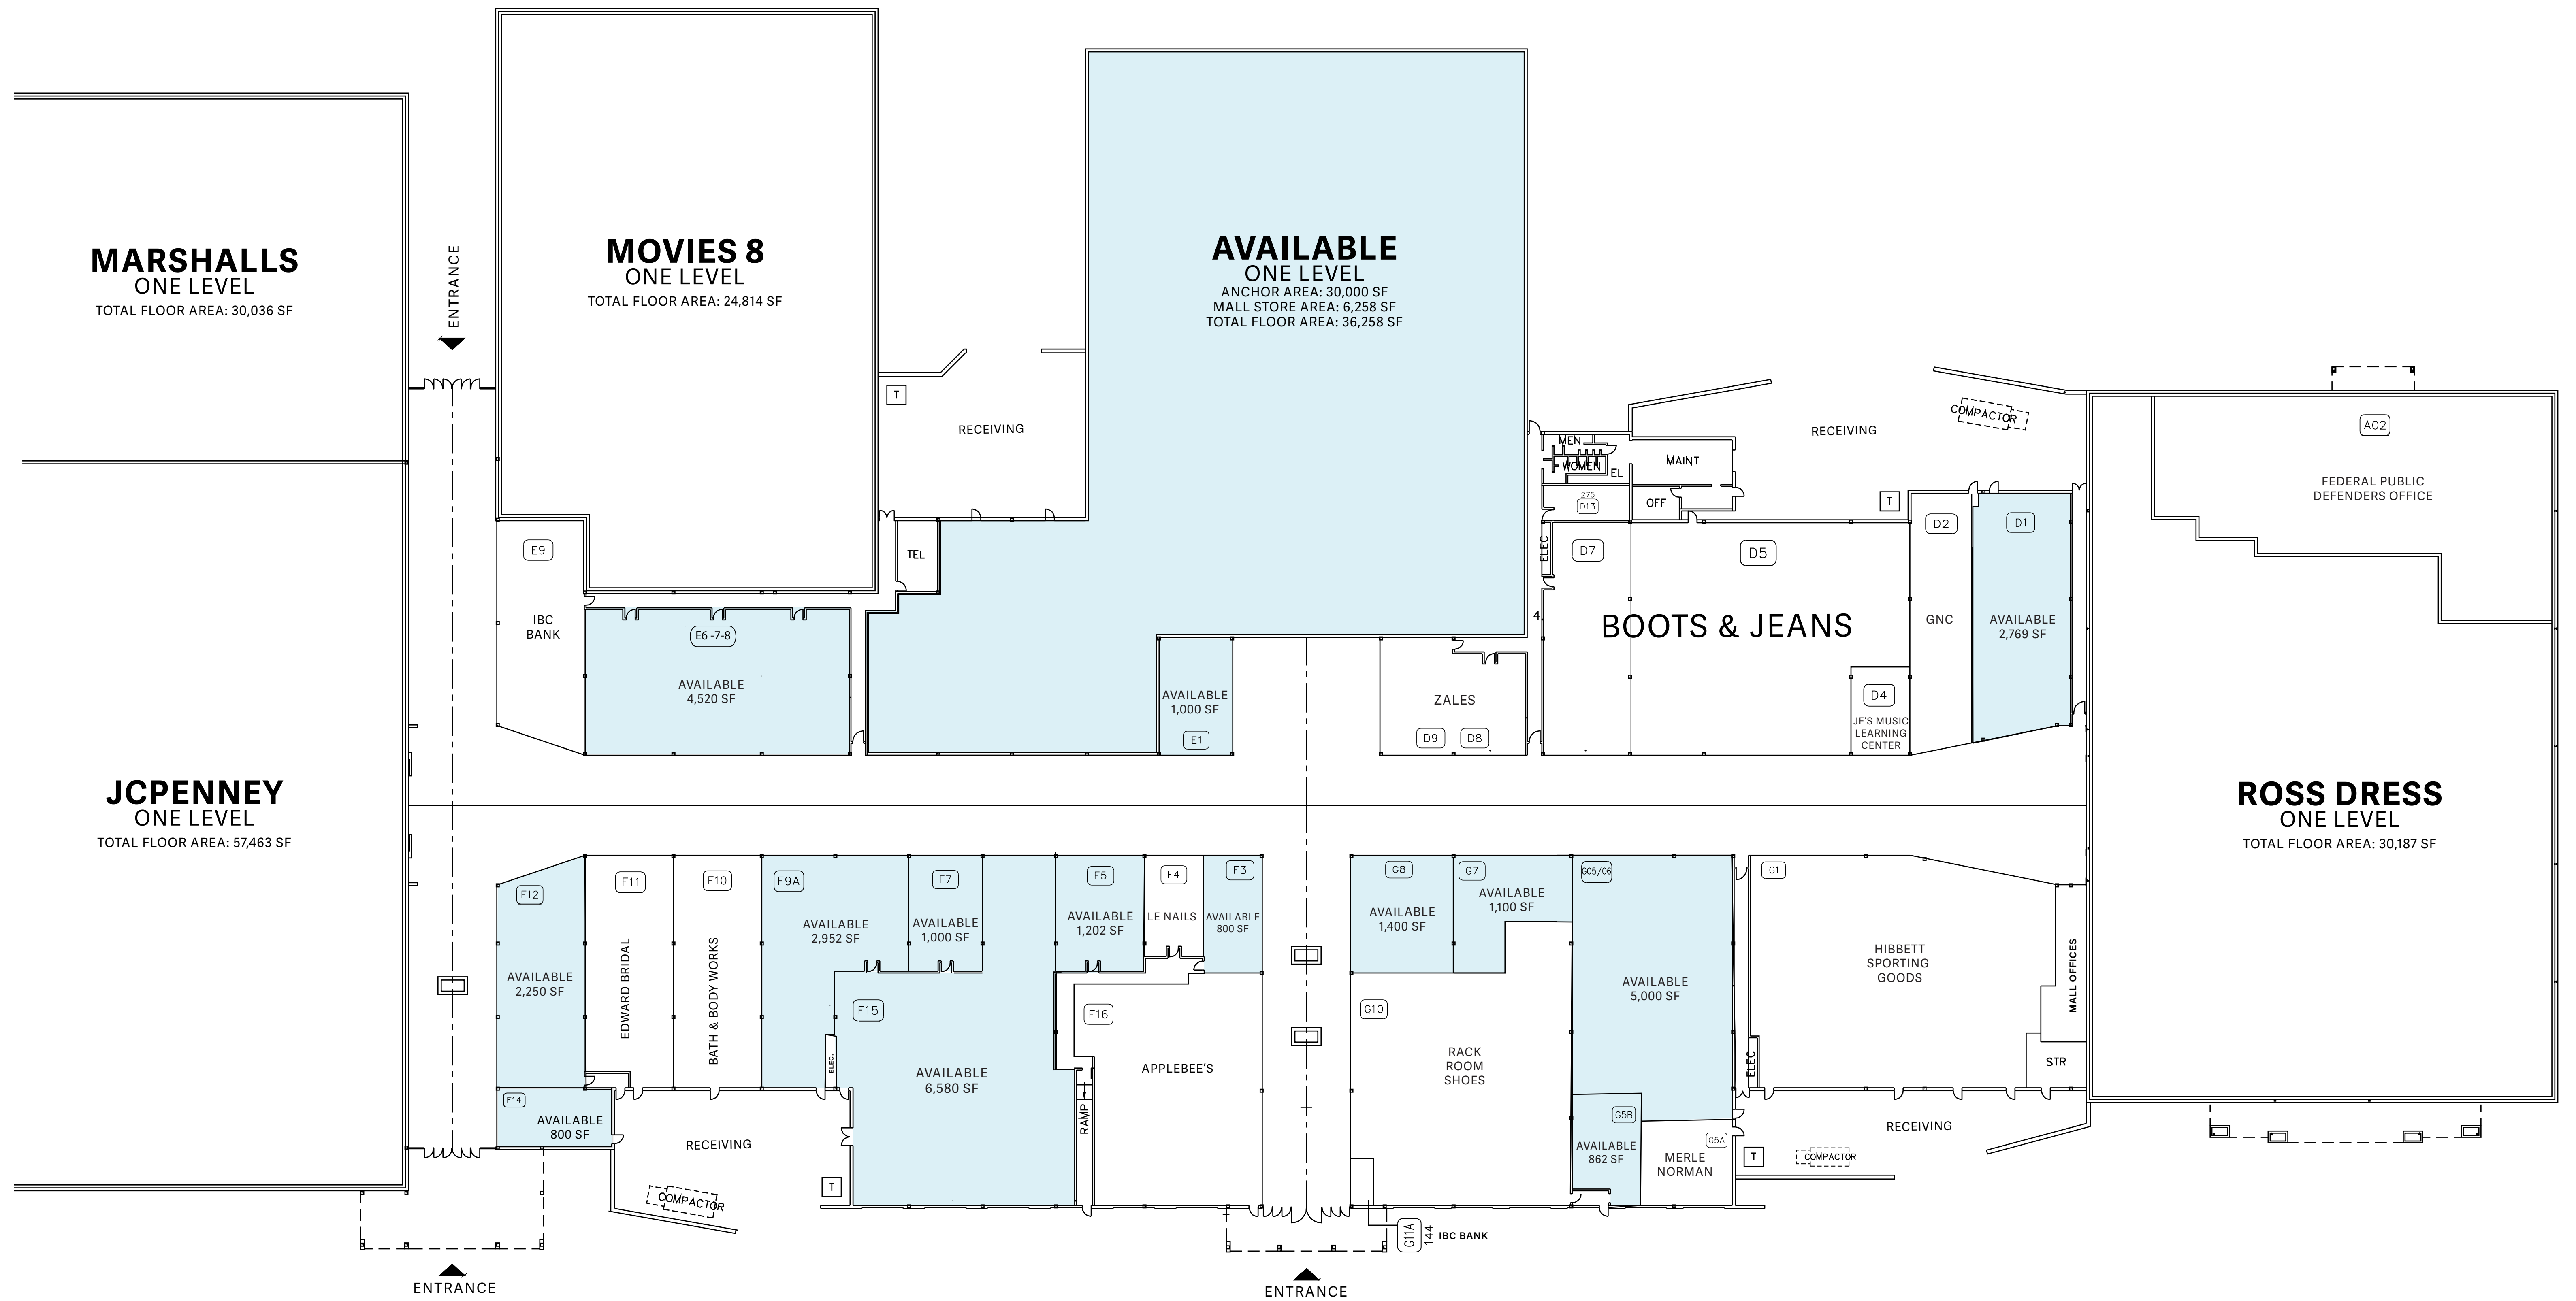 MARSHALLS
ONE LEVEL
TOTAL FLOOR AREA: 30,036 SF
ENTRANCE
MOVIES 8
ONE LEVEL
TOTAL FLOOR AREA: 24,814 SF
T
RECEIVING
AVAILABLE
ONE LEVEL
ANCHOR AREA: 30,000 SF
MALL STORE AREA: 6,258 SF
TOTAL FLOOR AREA: 36,258 SF
MEN
WOMEN
EL
MAINT
275
D13
OFF
RECEIVING
COMPACTOR
T
A02
FEDERAL PUBLIC
DEFENDERS OFFICE
E9
IBC
BANK
E6 -7-8
AVAILABLE
4,520 SF
TEL
AVAILABLE
1,000 SF
E1
ZALES
D9
D8
ELEC
4
D7
D5
BOOTS & JEANS
D4
JE'S MUSIC
LEARNING
CENTER
D2
GNC
D1
AVAILABLE
2,769 SF
JCPENNEY
ONE LEVEL
TOTAL FLOOR AREA: 57,463 SF
ROSS DRESS
ONE LEVEL
TOTAL FLOOR AREA: 30,187 SF
F12
AVAILABLE
2,250 SF
F11
EDWARD BRIDAL
F10
BATH & BODY WORKS
F9A
AVAILABLE
2,952 SF
F7
AVAILABLE
1,000 SF
F5
AVAILABLE
1,202 SF
F4
LE NAILS
F3
AVAILABLE
800 SF
G8
AVAILABLE
1,400 SF
G7
AVAILABLE
1,100 SF
G05/06
AVAILABLE
5,000 SF
G1
HIBBETT
SPORTING
GOODS
MALL OFFICES
STR
ELEC
F14
AVAILABLE
800 SF
RECEIVING
COMPACTOR
T
ELEC.
F15
AVAILABLE
6,580 SF
RAMP
F16
APPLEBEE'S
G10
RACK
ROOM
SHOES
G5B
AVAILABLE
862 SF
G5A
MERLE
NORMAN
T
COMPACTOR
RECEIVING
G11A
144
IBC BANK
ENTRANCE
ENTRANCE